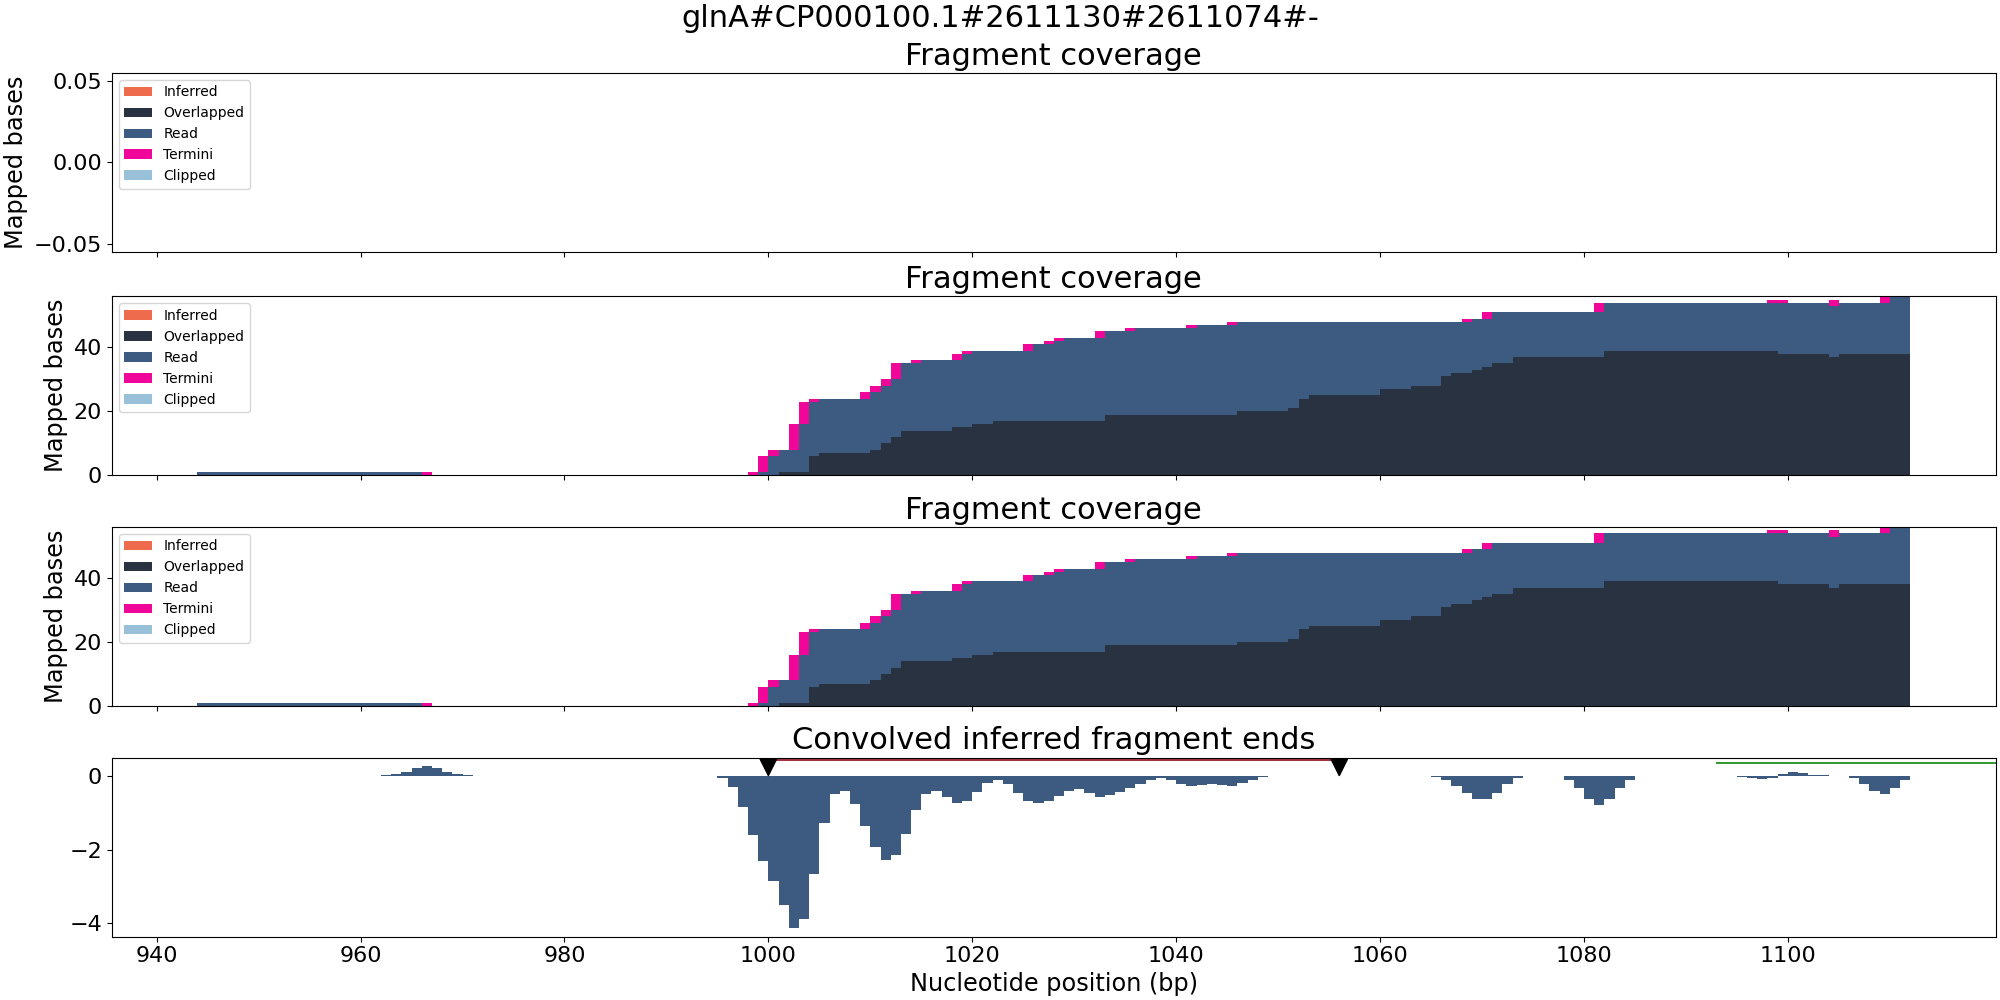 glnA#CP000100.1#2611130#2611074#-
Fragment coverage
Mapped bases
0.05
0.00
−0.05
Inferred
Overlapped
Read
Termini
Clipped
Fragment coverage
Mapped bases
40
20
0
Inferred
Overlapped
Read
Termini
Clipped
Fragment coverage
Mapped bases
40
20
0
Inferred
Overlapped
Read
Termini
Clipped
Convolved inferred fragment ends
0
−2
−4
940 960 980 1000 1020 1040 1060 1080 1100
Nucleotide position (bp)